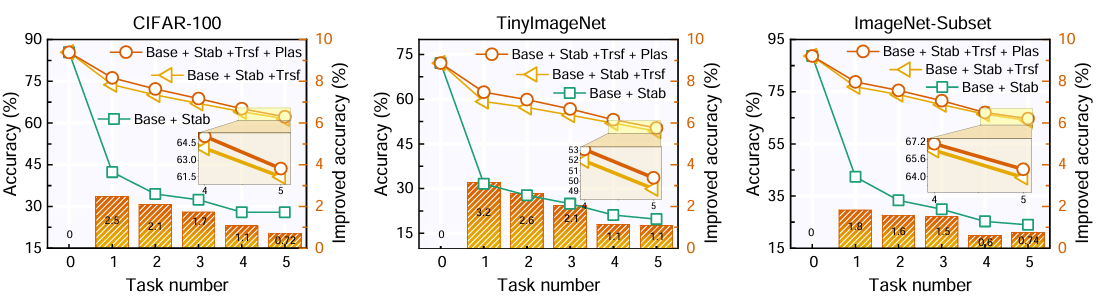 CIFAR-100
90
75
60
45
30
15
Accuracy (%)
10
8
6
4
2
0
Improved accuracy (%)
Base + Stab +Trsf + Plas
Base + Stab +Trsf
Base + Stab
64.5
63.0
61.5
4
5
0
2.5
2.1
1.7
1.1
0.72
0 1 2 3 4 5
Task number
TinyImageNet
75
60
45
30
15
Accuracy (%)
10
8
6
4
2
0
Improved accuracy (%)
Base + Stab +Trsf + Plas
Base + Stab +Trsf
Base + Stab
53
52
51
50
49
4
5
0
3.2
2.6
2.1
1.1
1.1
0 1 2 3 4 5
Task number
ImageNet-Subset
95
75
55
35
15
Accuracy (%)
10
8
6
4
2
0
Improved accuracy (%)
Base + Stab +Trsf + Plas
Base + Stab +Trsf
Base + Stab
67.2
65.6
64.0
4
5
0
1.8
1.6
1.5
0.6
0.74
0 1 2 3 4 5
Task number